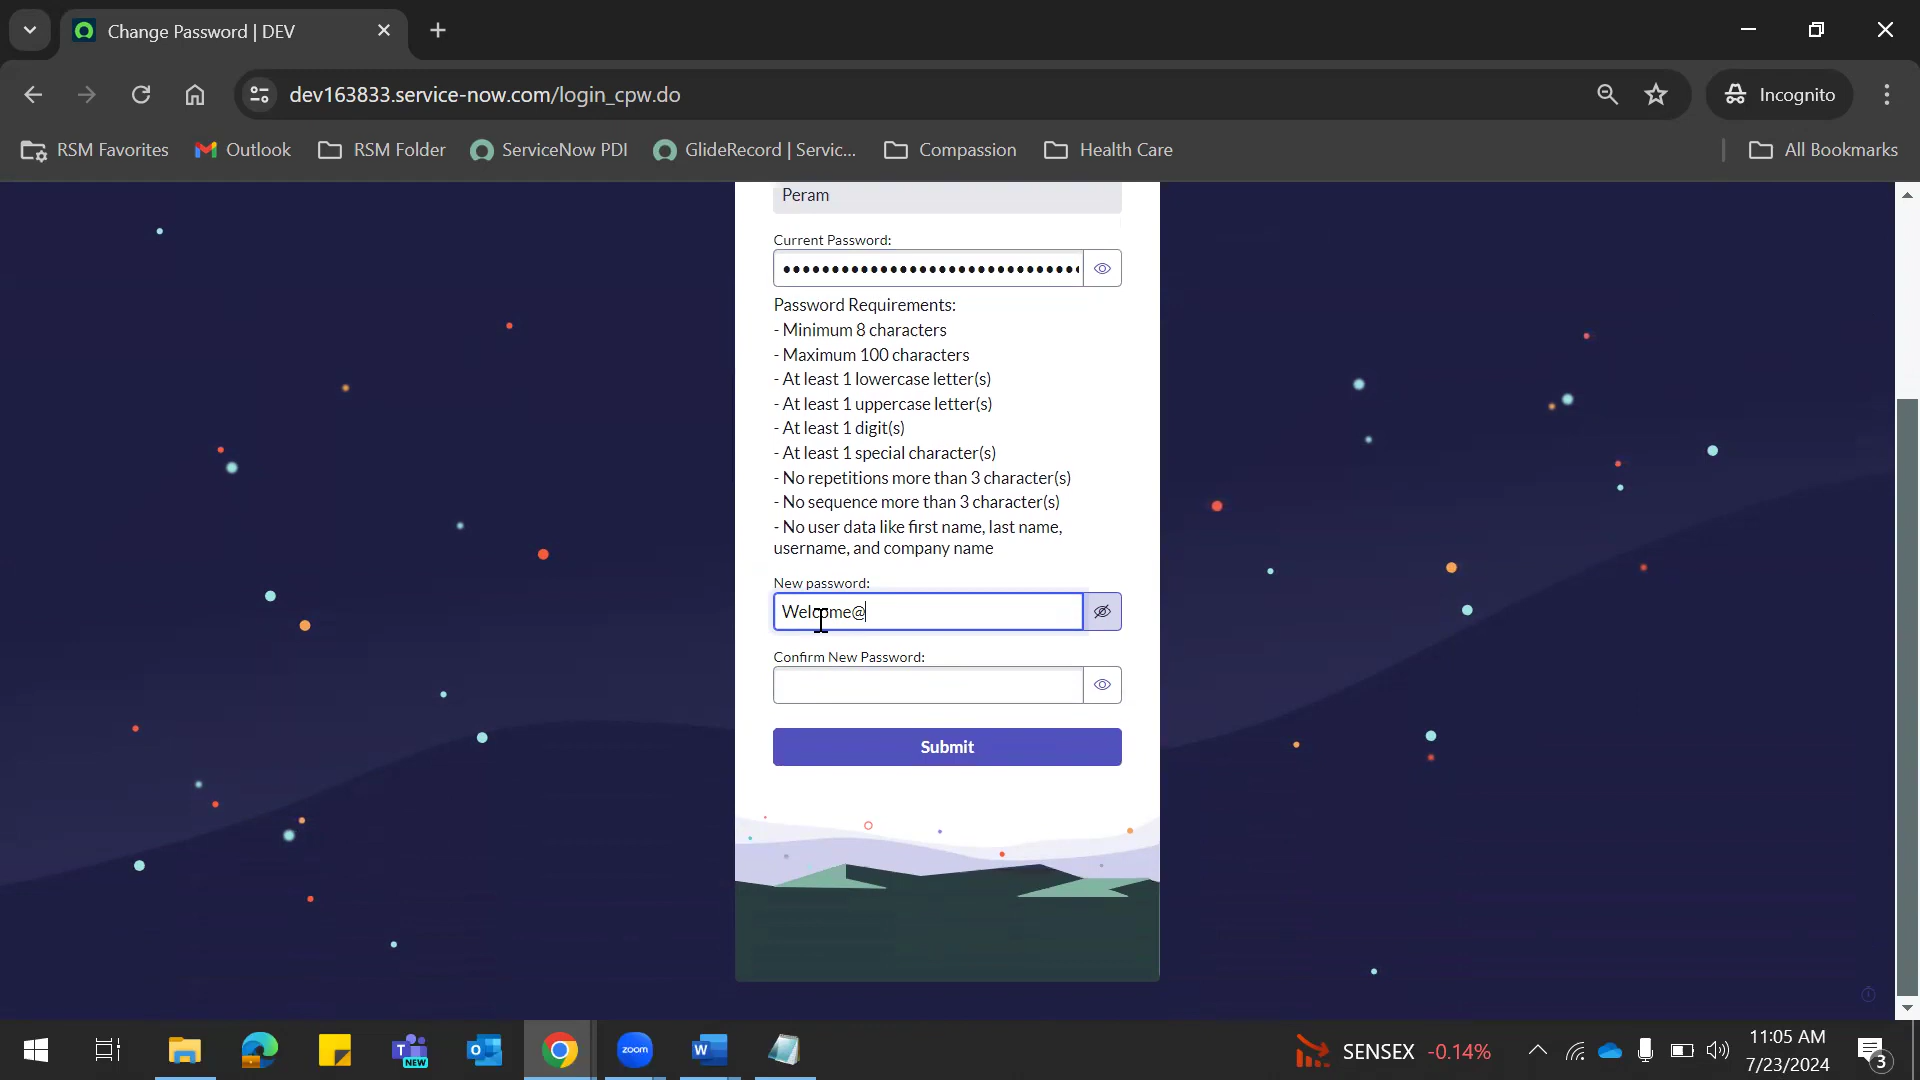 Change Password | DEV
dev163833.service-now.com/login_cpw.do
Incognito
RSM Favorites
Outlook
RSM Folder
ServiceNow PDI
GlideRecord | Servic...
Compassion
Health Care
All Bookmarks
Peram
Current Password:
Password Requirements:
- Minimum 8 characters
- Maximum 100 characters
- At least 1 lowercase letter(s)
- At least 1 uppercase letter(s)
- At least 1 digit(s)
- At least 1 special character(s)
- No repetitions more than 3 character(s)
- No sequence more than 3 character(s)
- No user data like first name, last name,
username, and company name
New password:
Welcome@
Confirm New Password:
Submit
T
NEW
O
zoom
W
SENSEX -0.14%
11:05 AM
7/23/2024
3